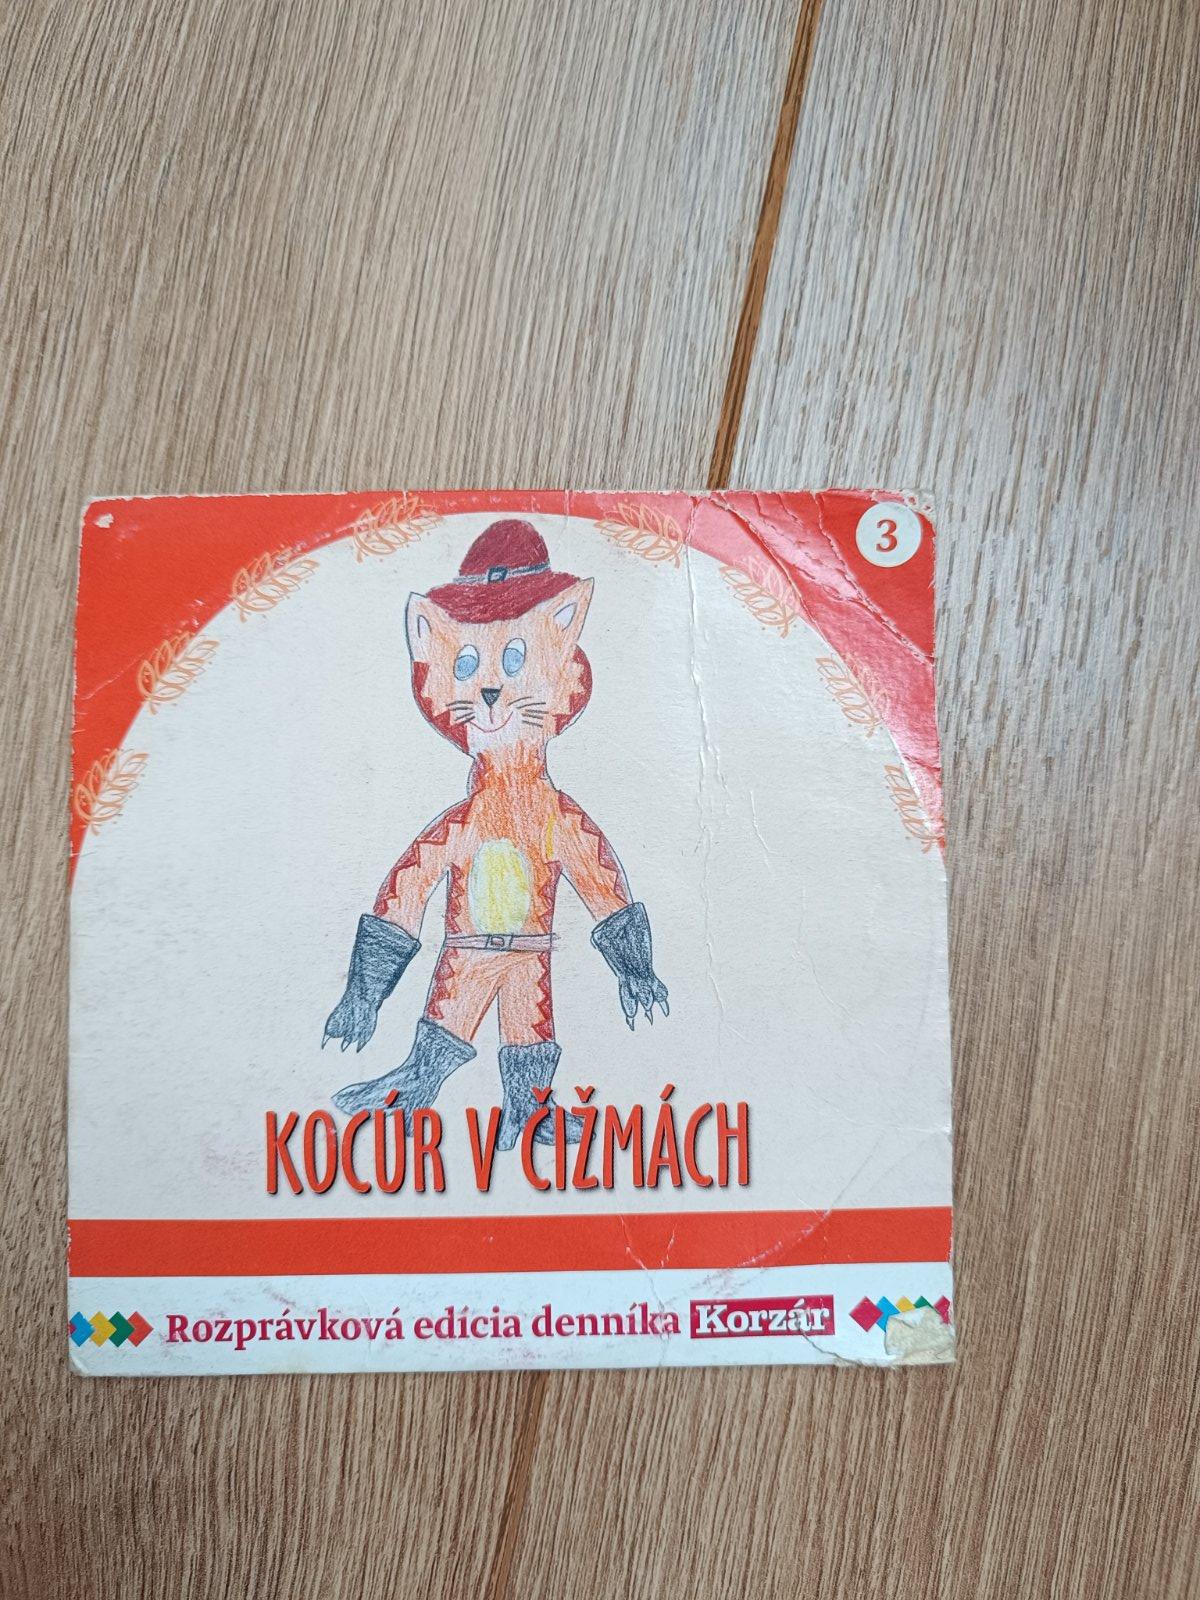 3
KOCÚR V ČIŽMÁCH
Rozprávková edícia denníka Korzár